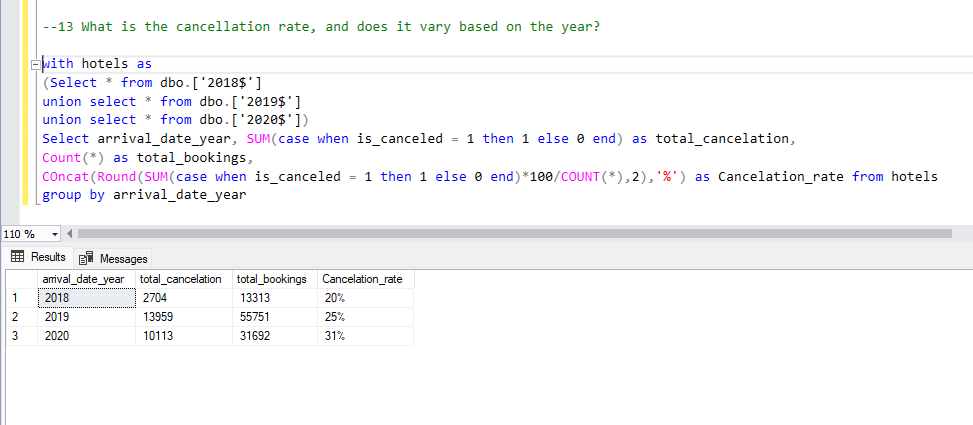 --13 What is the cancellation rate, and does it vary based on the year?
with hotels as
(Select * from dbo.['2018$']
union select * from dbo.['2019$']
union select * from dbo.['2020$'])
Select arrival_date_year, SUM(case when is_canceled = 1 then 1 else 0 end) as total_cancelation,
Count(*) as total_bookings,
COncat(Round(SUM(case when is_canceled = 1 then 1 else 0 end)*100/COUNT(*),2),'%') as Cancelation_rate from hotels
group by arrival_date_year
110 %
Results Messages
arrival_date_year total_cancelation total_bookings Cancelation_rate
1 2018 2704 13313 20%
2 2019 13959 55751 25%
3 2020 10113 31692 31%